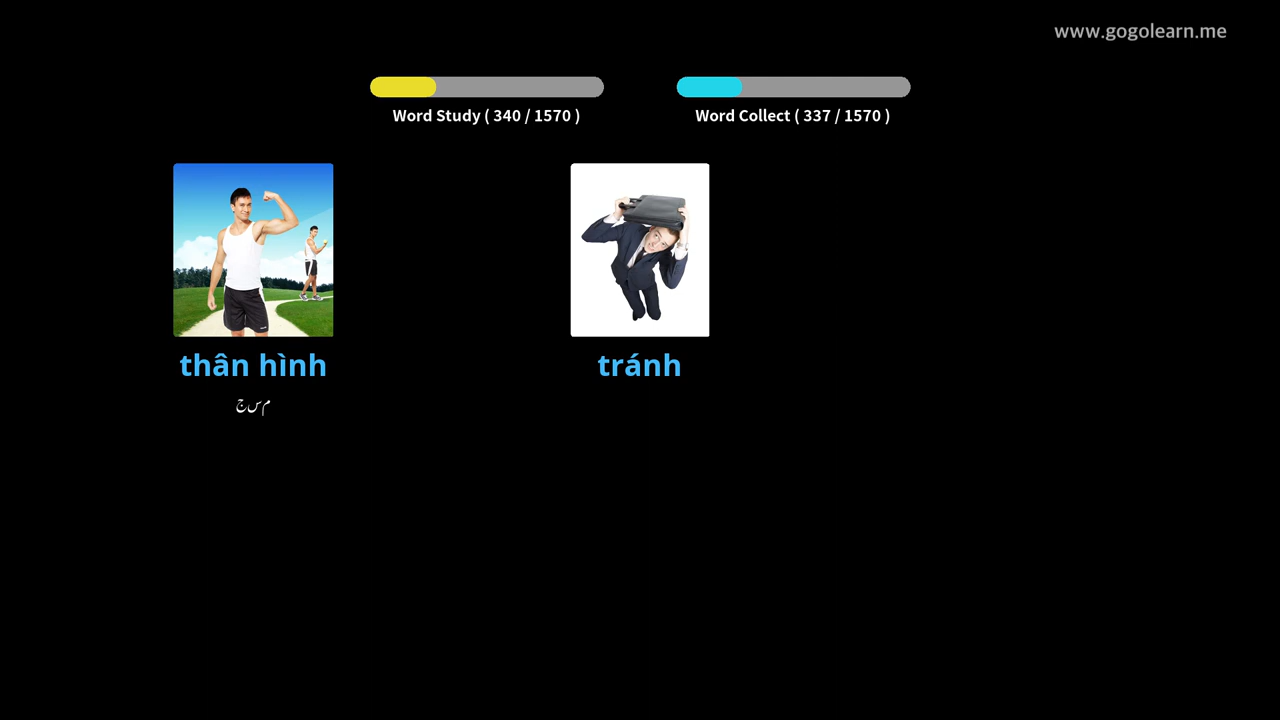 www.gogolearn.me
Word Study ( 340 / 1570 )
Word Collect ( 337 / 1570 )
thân hình
tránh
جسم